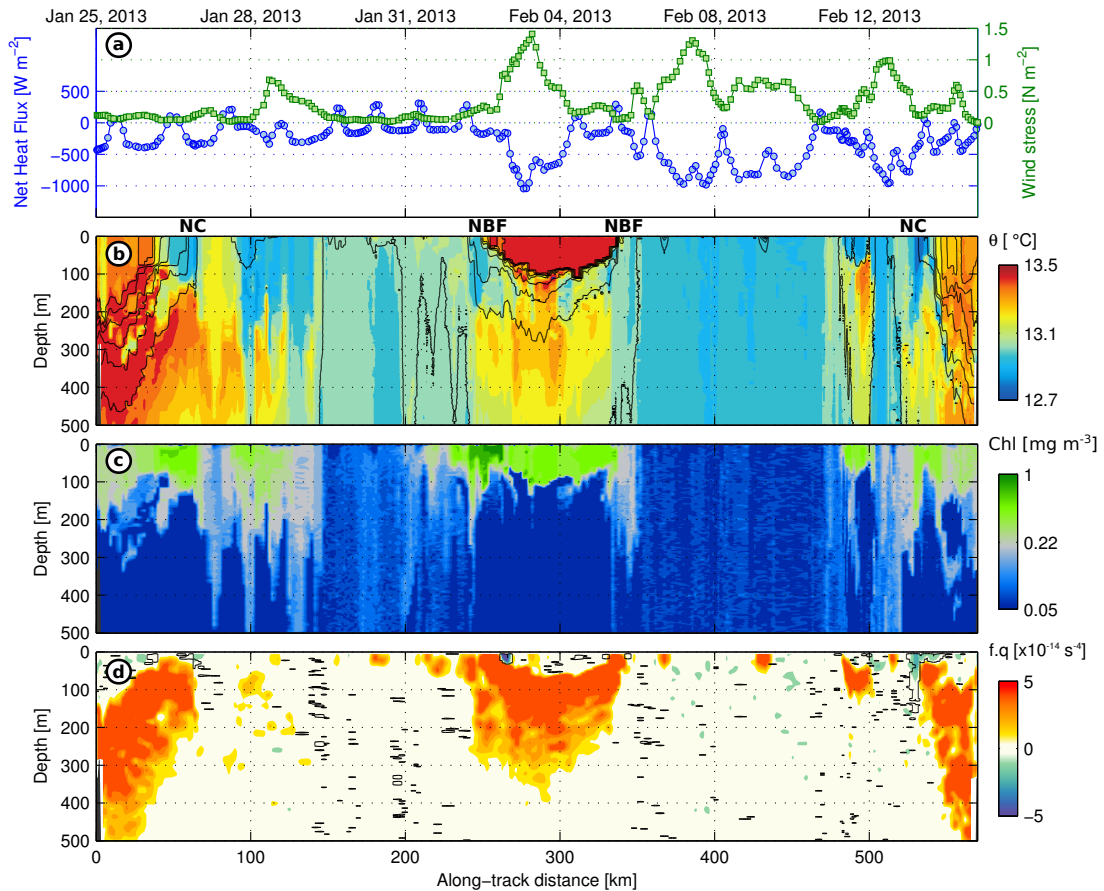 Jan 25, 2013 Jan 28, 2013 Jan 31, 2013 Feb 04, 2013 Feb 08, 2013 Feb 12, 2013
a
Net Heat Flux [W m−2]
500
0
−500
−1000
1.5
1
0.5
0
Wind stress [N m−2]
NC NBF NBF NC
b
Depth [m]
0
100
200
300
400
500
θ [ °C]
13.5
13.1
12.7
c
Depth [m]
0
100
200
300
400
500
Chl [mg m-3]
1
0.22
0.05
d
Depth [m]
0
100
200
300
400
500
f.q [x10-14 s-4]
5
0
−5
0 100 200 300 400 500
Along−track distance [km]